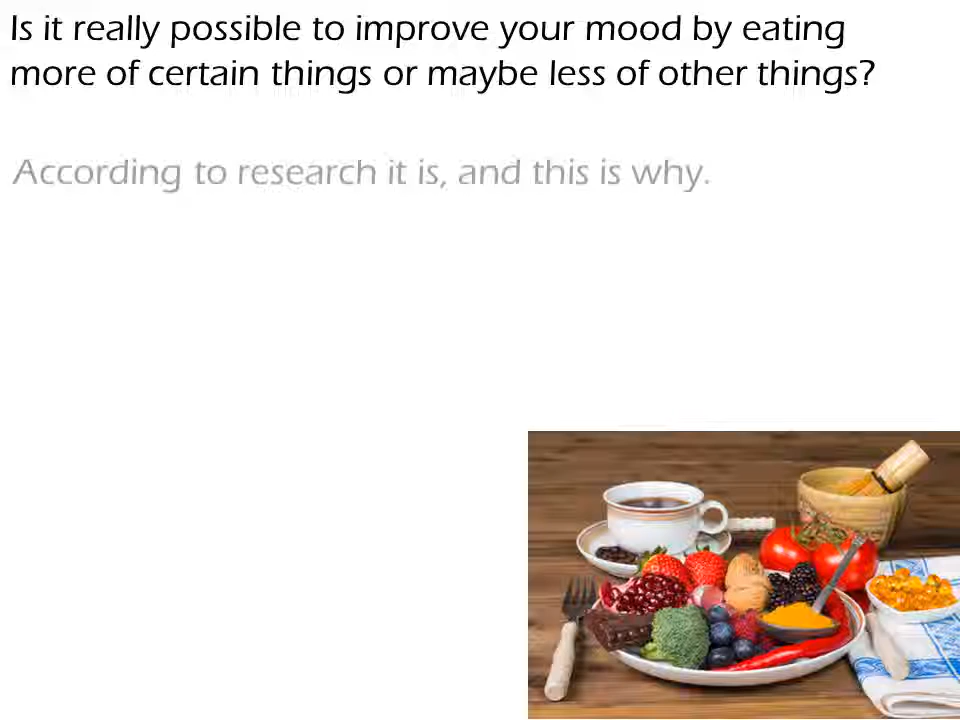 Is it really possible to improve your mood by eating
more of certain things or maybe less of other things?
According to research it is, and this is why.